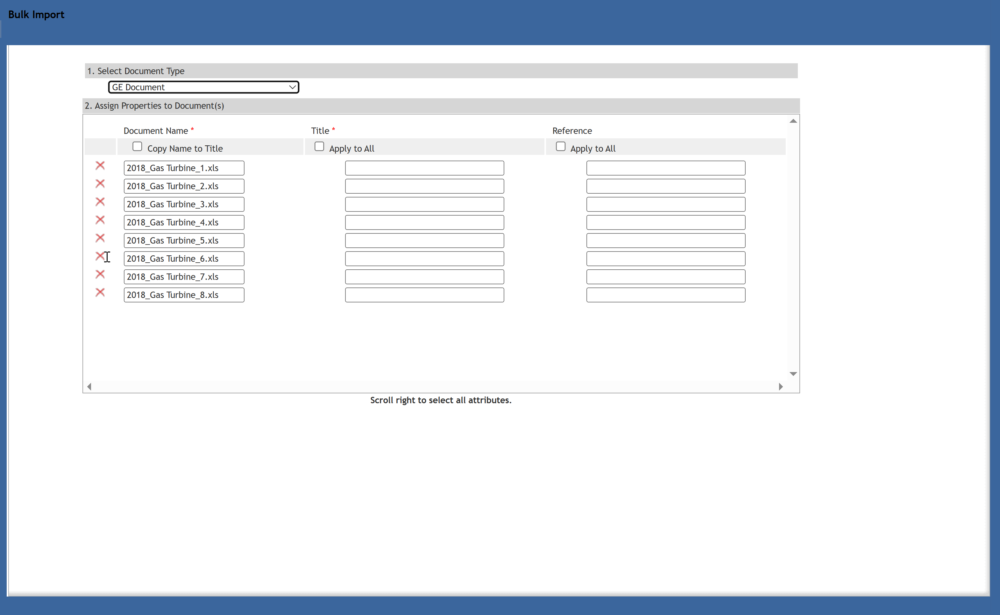 Bulk Import
1. Select Document Type
GE Document
2. Assign Properties to Document(s)
Document Name * Title * Reference
Copy Name to Title Apply to All Apply to All
2018_Gas Turbine_1.xls
2018_Gas Turbine_2.xls
2018_Gas Turbine_3.xls
2018_Gas Turbine_4.xls
2018_Gas Turbine_5.xls
2018_Gas Turbine_6.xls
2018_Gas Turbine_7.xls
2018_Gas Turbine_8.xls
Scroll right to select all attributes.